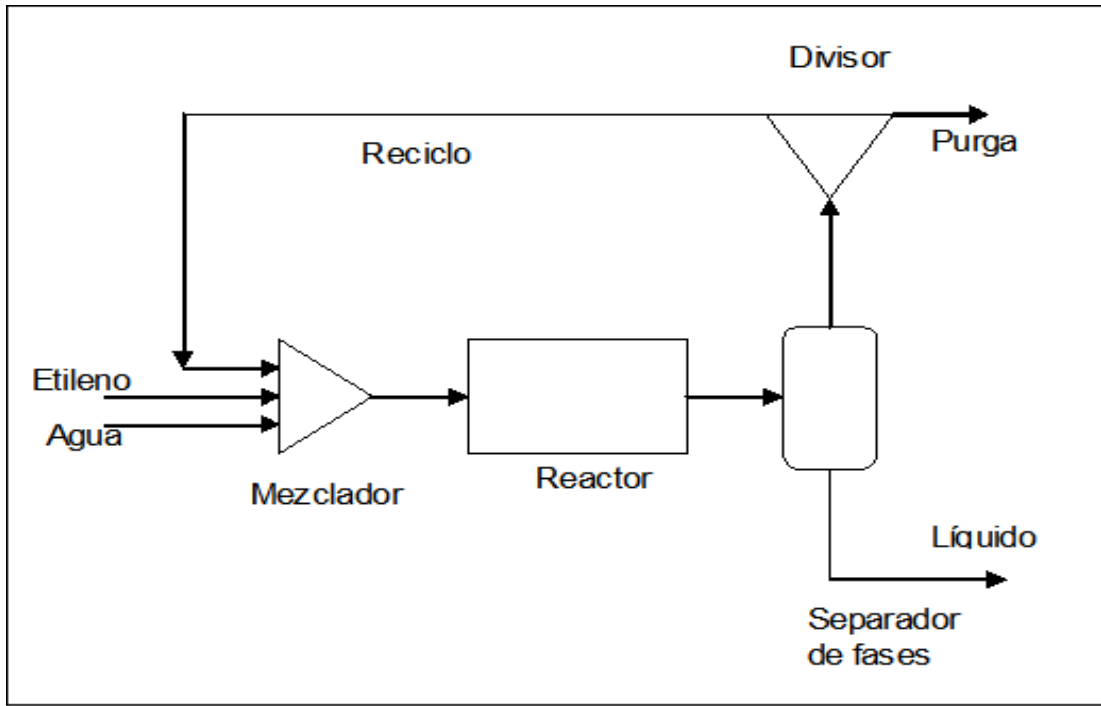 Divisor
Purga
Reciclo
Etileno
Agua
Mezclador
Reactor
Líquido
Separador
de fases